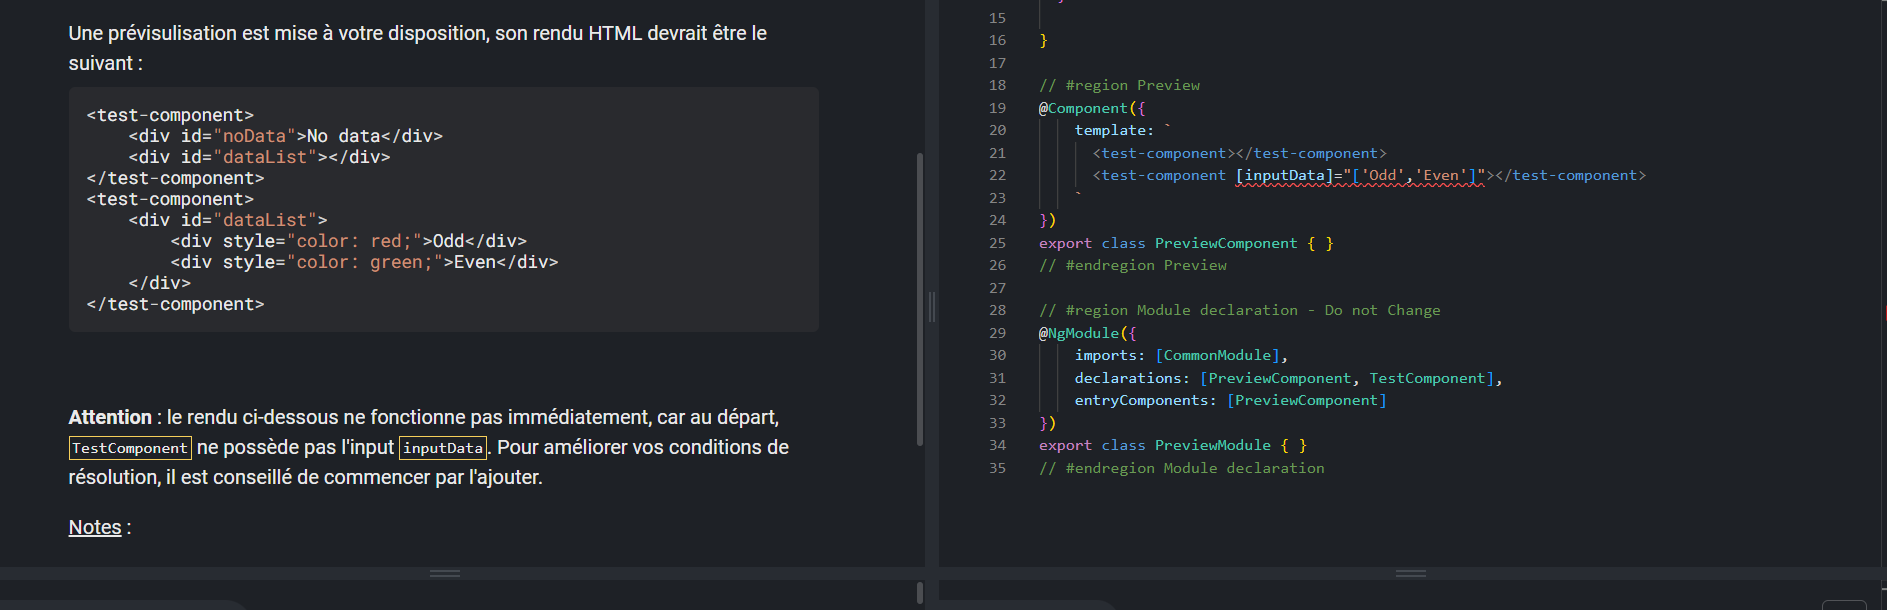 Une prévisulisation est mise à votre disposition, son rendu HTML devrait être le
suivant :
<test-component>
    <div id="noData">No data</div>
    <div id="dataList"></div>
</test-component>
<test-component>
    <div id="dataList">
        <div style="color: red;">Odd</div>
        <div style="color: green;">Even</div>
    </div>
</test-component>
Attention : le rendu ci-dessous ne fonctionne pas immédiatement, car au départ,
TestComponent ne possède pas l'input inputData. Pour améliorer vos conditions de
résolution, il est conseillé de commencer par l'ajouter.
Notes :
15
16 }
17
18 // #region Preview
19 @Component({
20     template: `
21       <test-component></test-component>
22       <test-component [inputData]="['Odd','Even']"></test-component>
23     `
24 })
25 export class PreviewComponent { }
26 // #endregion Preview
27
28 // #region Module declaration - Do not Change
29 @NgModule({
30     imports: [CommonModule],
31     declarations: [PreviewComponent, TestComponent],
32     entryComponents: [PreviewComponent]
33 })
34 export class PreviewModule { }
35 // #endregion Module declaration